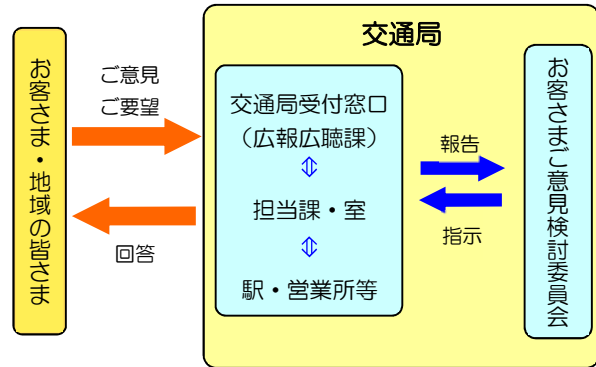 お客さま・地域の皆さま
ご意見
ご要望
回答
交通局
交通局受付窓口
（広報広聴課）
⇕
担当課・室
⇕
駅・営業所等
報告
指示
お客さまご意見検討委員会